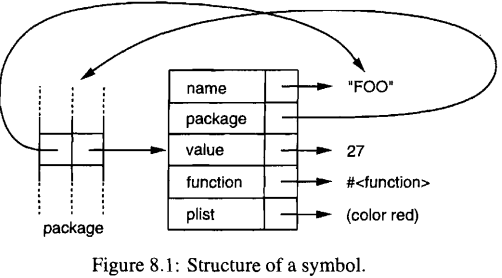 name "FOO"
package
value 27
function #<function>
plist (color red)
package
Figure 8.1: Structure of a symbol.